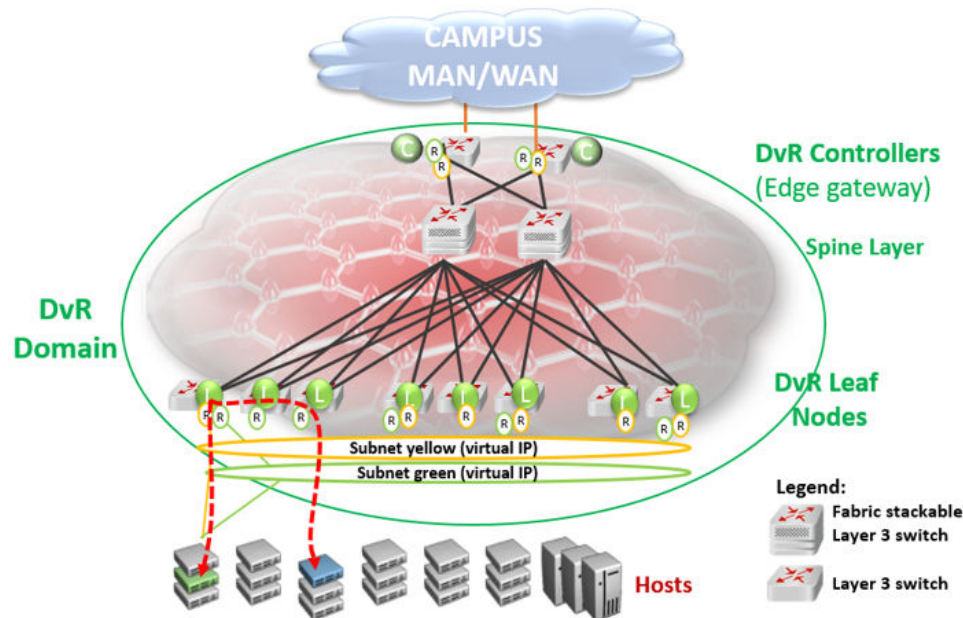 CAMPUS
MAN/WAN
C
R
R
R
R
C
DvR Controllers
(Edge gateway)
Spine Layer
DvR
Domain
L
L
L
L
L
L
L
L
DvR Leaf
Nodes
R
R
R
R
R
R
R
R
R
R
R
Subnet yellow (virtual IP)
Subnet green (virtual IP)
Hosts
Legend:
Fabric stackable
Layer 3 switch
Layer 3 switch